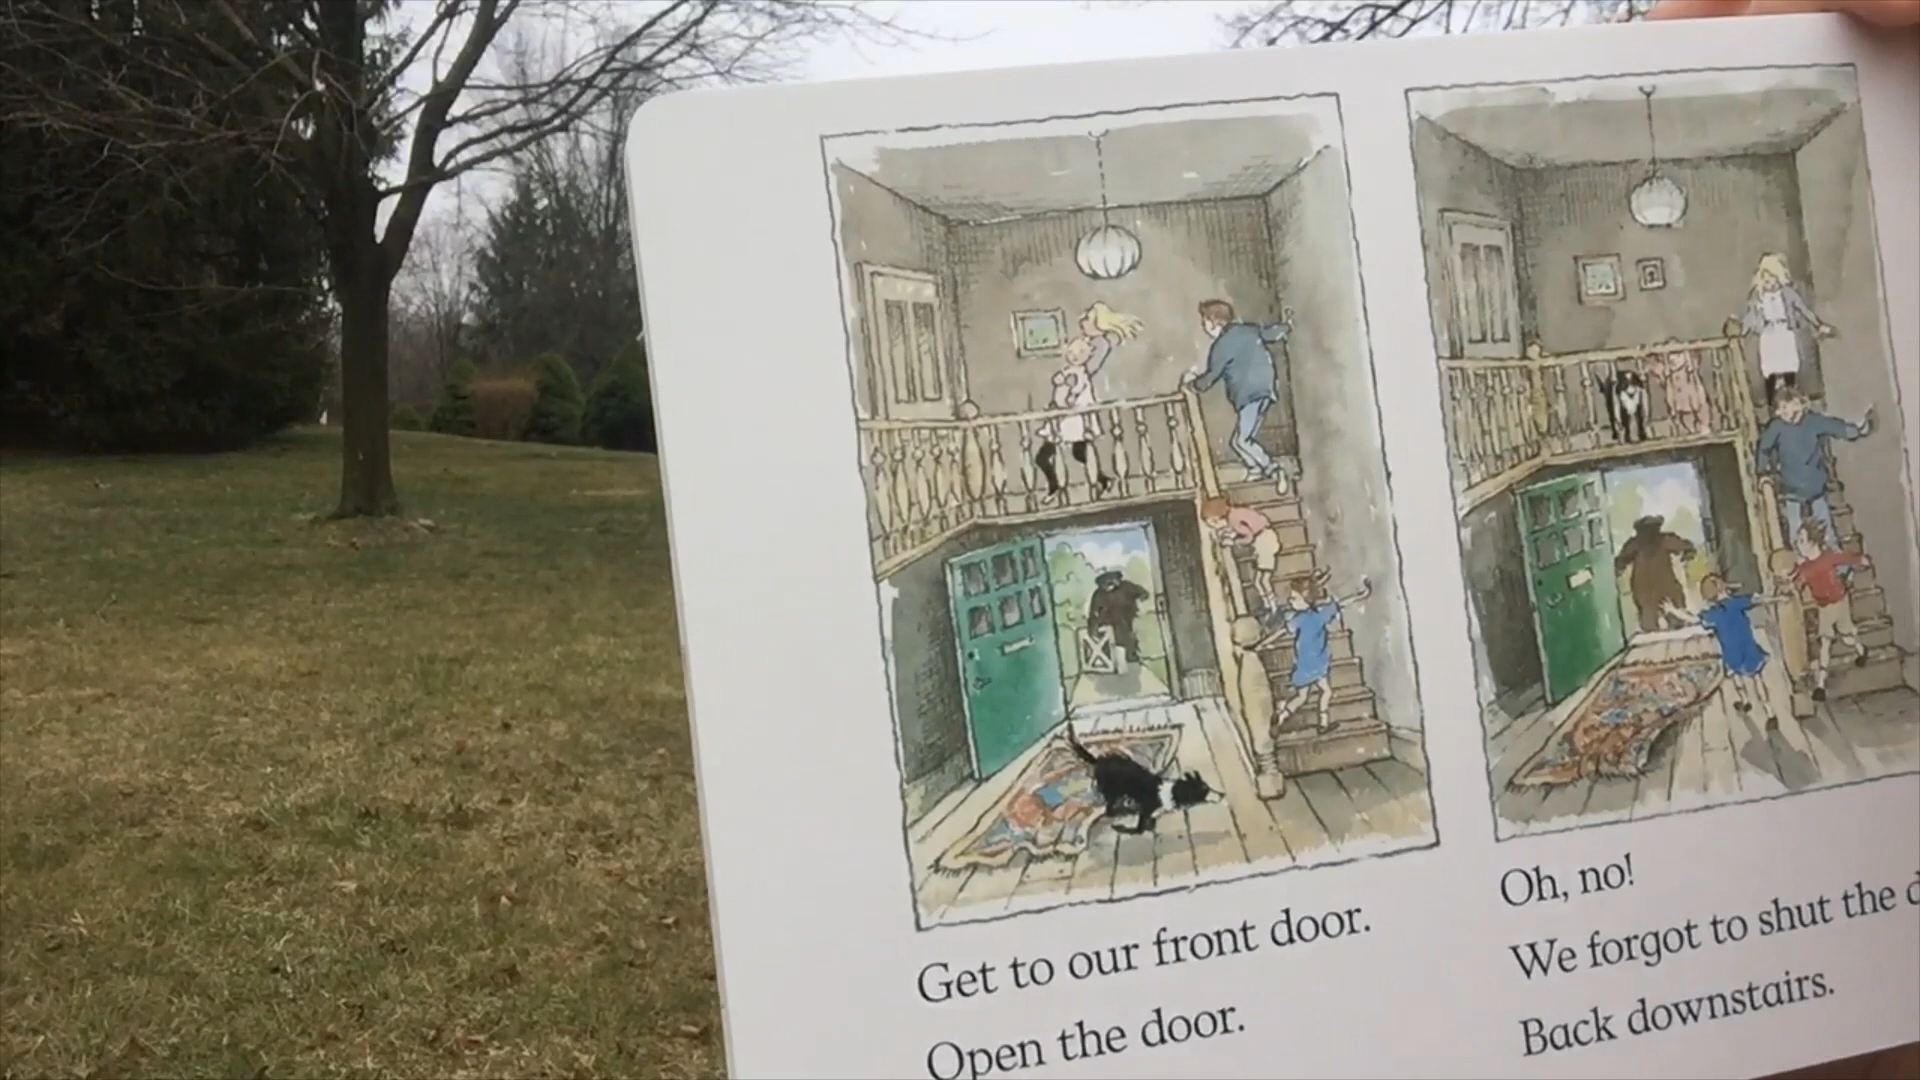 Get to our front door.
Open the door.
Oh, no!
We forgot to shut the
Back downstairs.